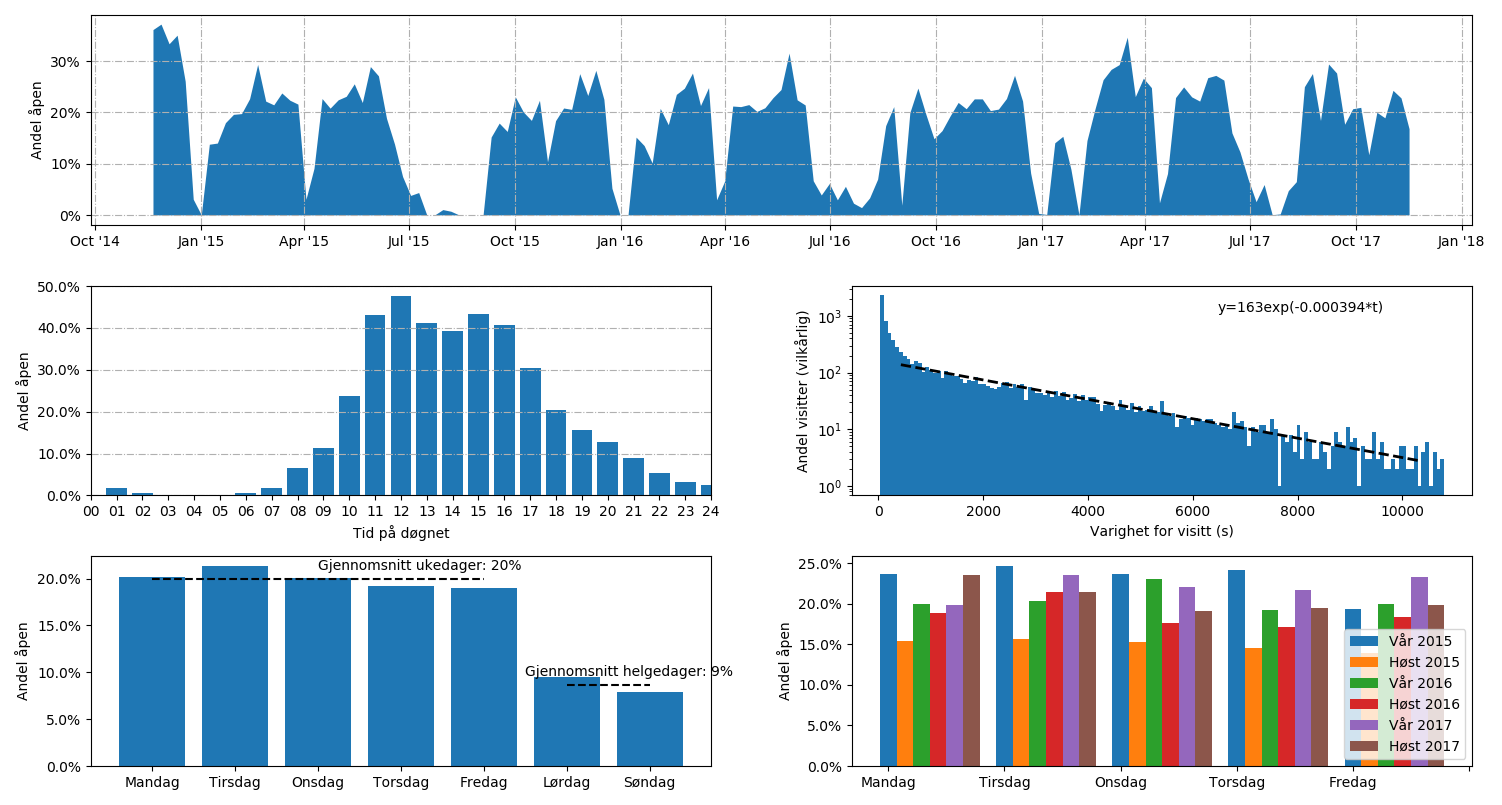 30%
20%
10%
0%
Andel åpen
Oct '14 Jan '15 Apr '15 Jul '15 Oct '15 Jan '16 Apr '16 Jul '16 Oct '16 Jan '17 Apr '17 Jul '17 Oct '17 Jan '18
50.0%
40.0%
30.0%
20.0%
10.0%
0.0%
Andel åpen
00 01 02 03 04 05 06 07 08 09 10 11 12 13 14 15 16 17 18 19 20 21 22 23 24
Tid på døgnet
y=163exp(-0.000394*t)
10³
10²
10¹
10⁰
Andel visitter (vilkårlig)
0 2000 4000 6000 8000 10000
Varighet for visitt (s)
Gjennomsnitt ukedager: 20%
Gjennomsnitt helgedager: 9%
20.0%
15.0%
10.0%
5.0%
0.0%
Andel åpen
Mandag Tirsdag Onsdag Torsdag Fredag Lørdag Søndag
25.0%
20.0%
15.0%
10.0%
5.0%
0.0%
Andel åpen
Vår 2015
Høst 2015
Vår 2016
Høst 2016
Vår 2017
Høst 2017
Mandag Tirsdag Onsdag Torsdag Fredag